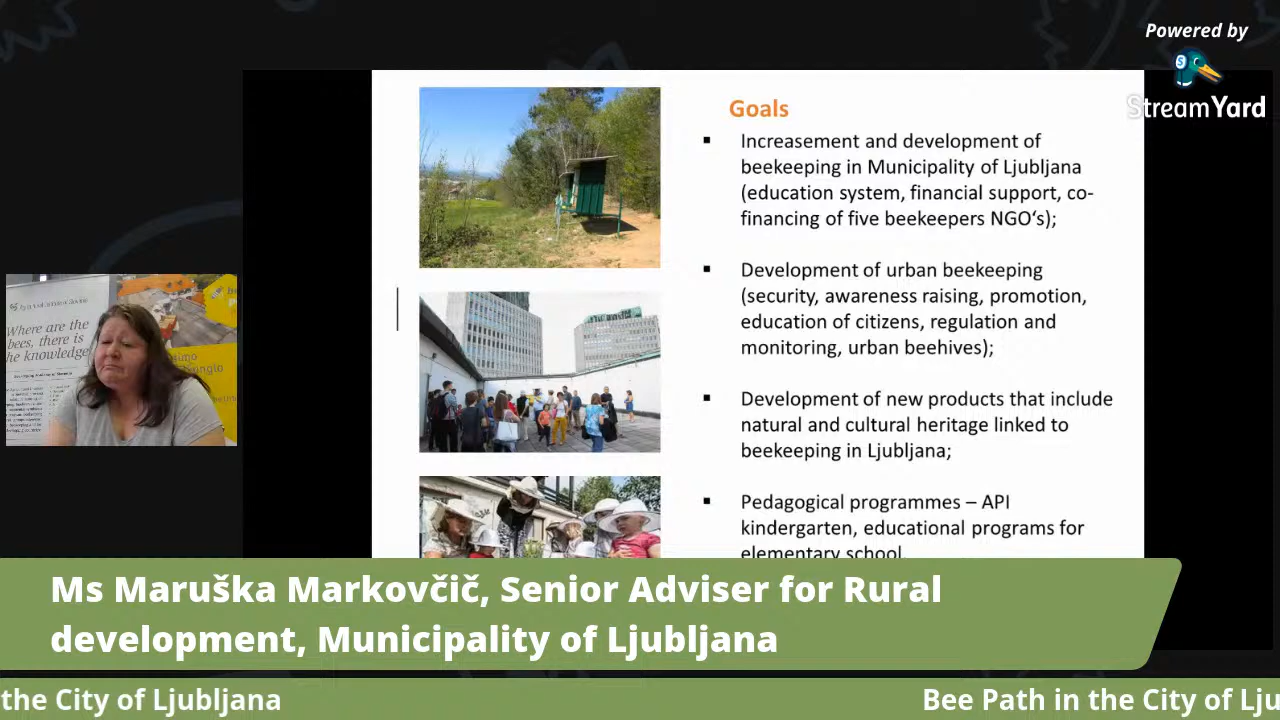 Powered by
StreamYard
Goals
▪ Increasement and development of
beekeeping in Municipality of Ljubljana
(education system, financial support, co-
financing of five beekeepers NGO‘s);
▪ Development of urban beekeeping
(security, awareness raising, promotion,
education of citizens, regulation and
monitoring, urban beehives);
▪ Development of new products that include
natural and cultural heritage linked to
beekeeping in Ljubljana;
▪ Pedagogical programmes – API
kindergarten, educational programs for
elementary school
Where are the
bees, there is
he knowledge
Ms Maruška Markovčič, Senior Adviser for Rural
development, Municipality of Ljubljana
the City of Ljubljana
Bee Path in the City of Lju